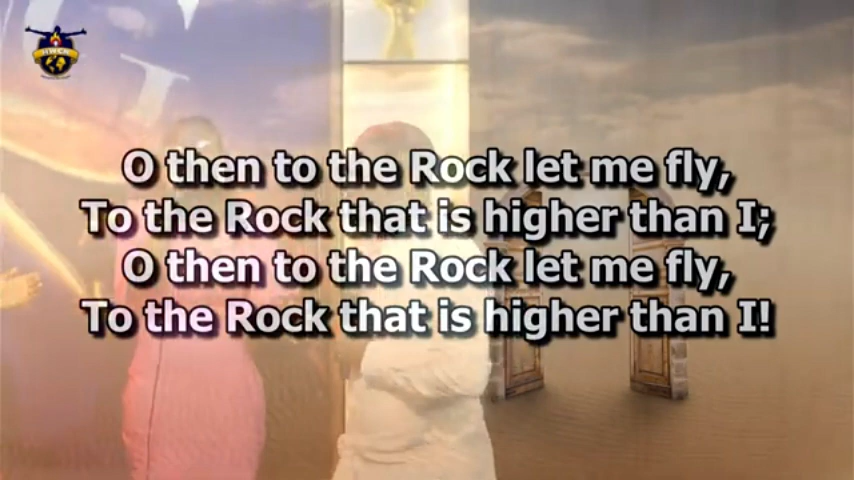 HWCM
O then to the Rock let me fly,
To the Rock that is higher than I;
O then to the Rock let me fly,
To the Rock that is higher than I!